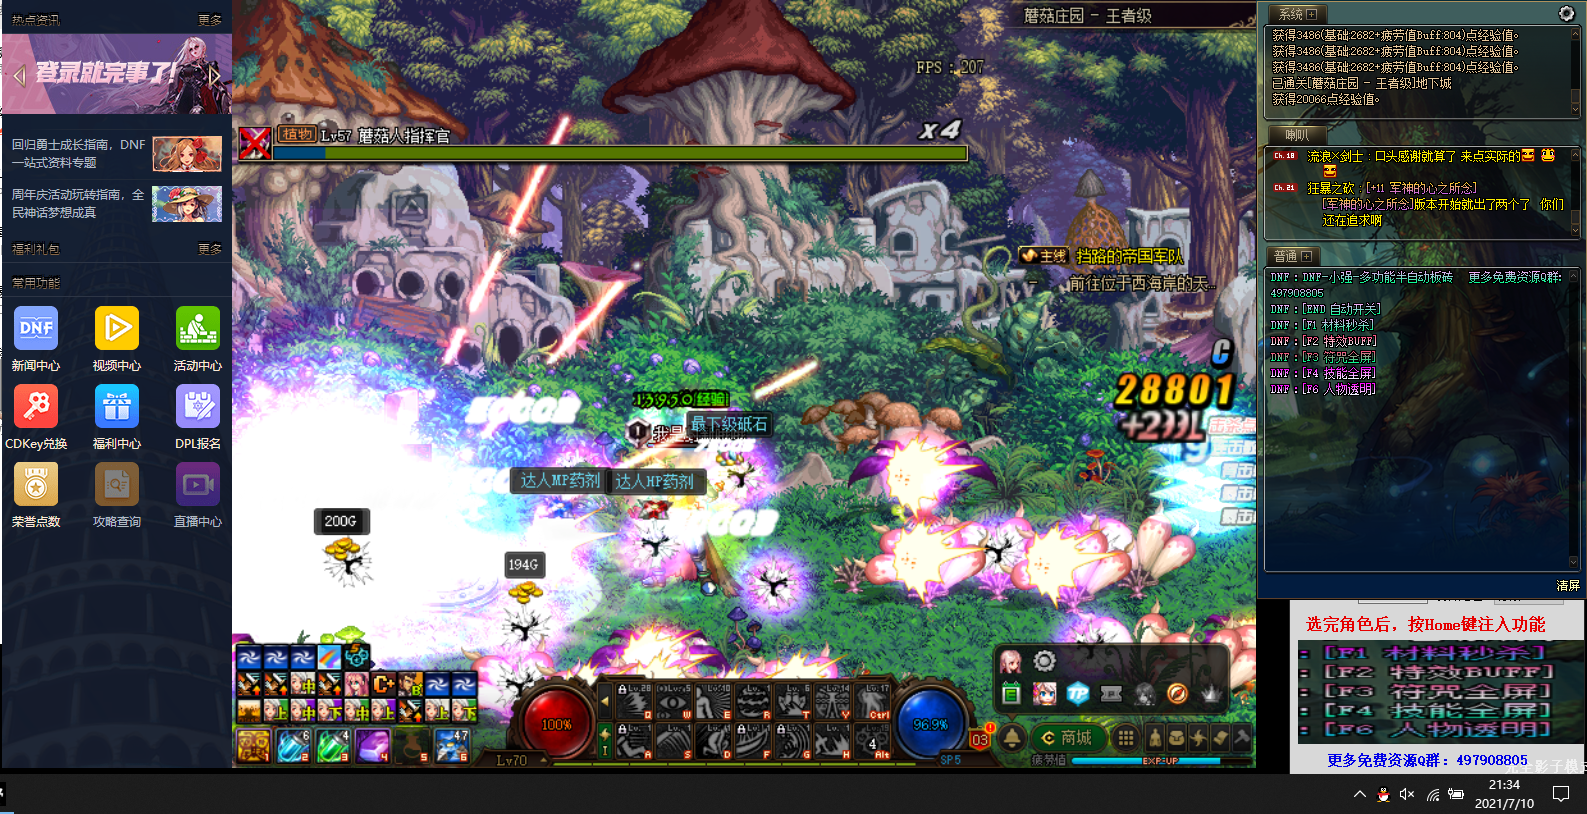 热点资讯 更多
登录就完事了!
回归勇士成长指南，DNF
一站式资料专题
周年庆活动玩转指南，全
民神话梦想成真
福利礼包 更多
常用功能
DNF
新闻中心 视频中心 活动中心
CDKey兑换 福利中心 DPL报名
荣誉点数 攻略查询 直播中心
蘑菇庄园 - 王者级
FPS : 207
植物 Lv57 蘑菇人指挥官
x4
主线 挡路的帝国军队
前往位于西海岸的天...
C
28801
最下级砥石
达人MP药剂 达人HP药剂
200G
194G
100%
96.9%
Lv70
SP5
03
商城
疲劳值
EXP-UP
TP
系统
获得3486(基础2682+疲劳值Buff:804)点经验值。
获得3486(基础2682+疲劳值Buff:804)点经验值。
获得3486(基础2682+疲劳值Buff:804)点经验值。
已通关[蘑菇庄园 - 王者级]地下城
获得20066点经验值。
喇叭
Ch.18 流浪X剑士 : 口头感谢就算了 来点实际的
Ch.21 狂暴之砍 : [+11 军神的心之所念]
[军神的心之所念]版本开始就出了两个了 你们
还在追求啊
普通
DNF : DNF-小强-多功能半自动板砖 更多免费资源Q群:
497908805
DNF : [END 自动开关]
DNF : [F1 材料秒杀]
DNF : [F2 特效BUFF]
DNF : [F3 符咒全屏]
DNF : [F4 技能全屏]
DNF : [F6 人物透明]
清屏
选完角色后，按Home键注入功能
: [F1 材料秒杀]
: [F2 特效BUFF]
: [F3 符咒全屏]
: [F4 技能全屏]
: [F6 人物透明]
更多免费资源Q群：497908805
21:34
2021/7/10